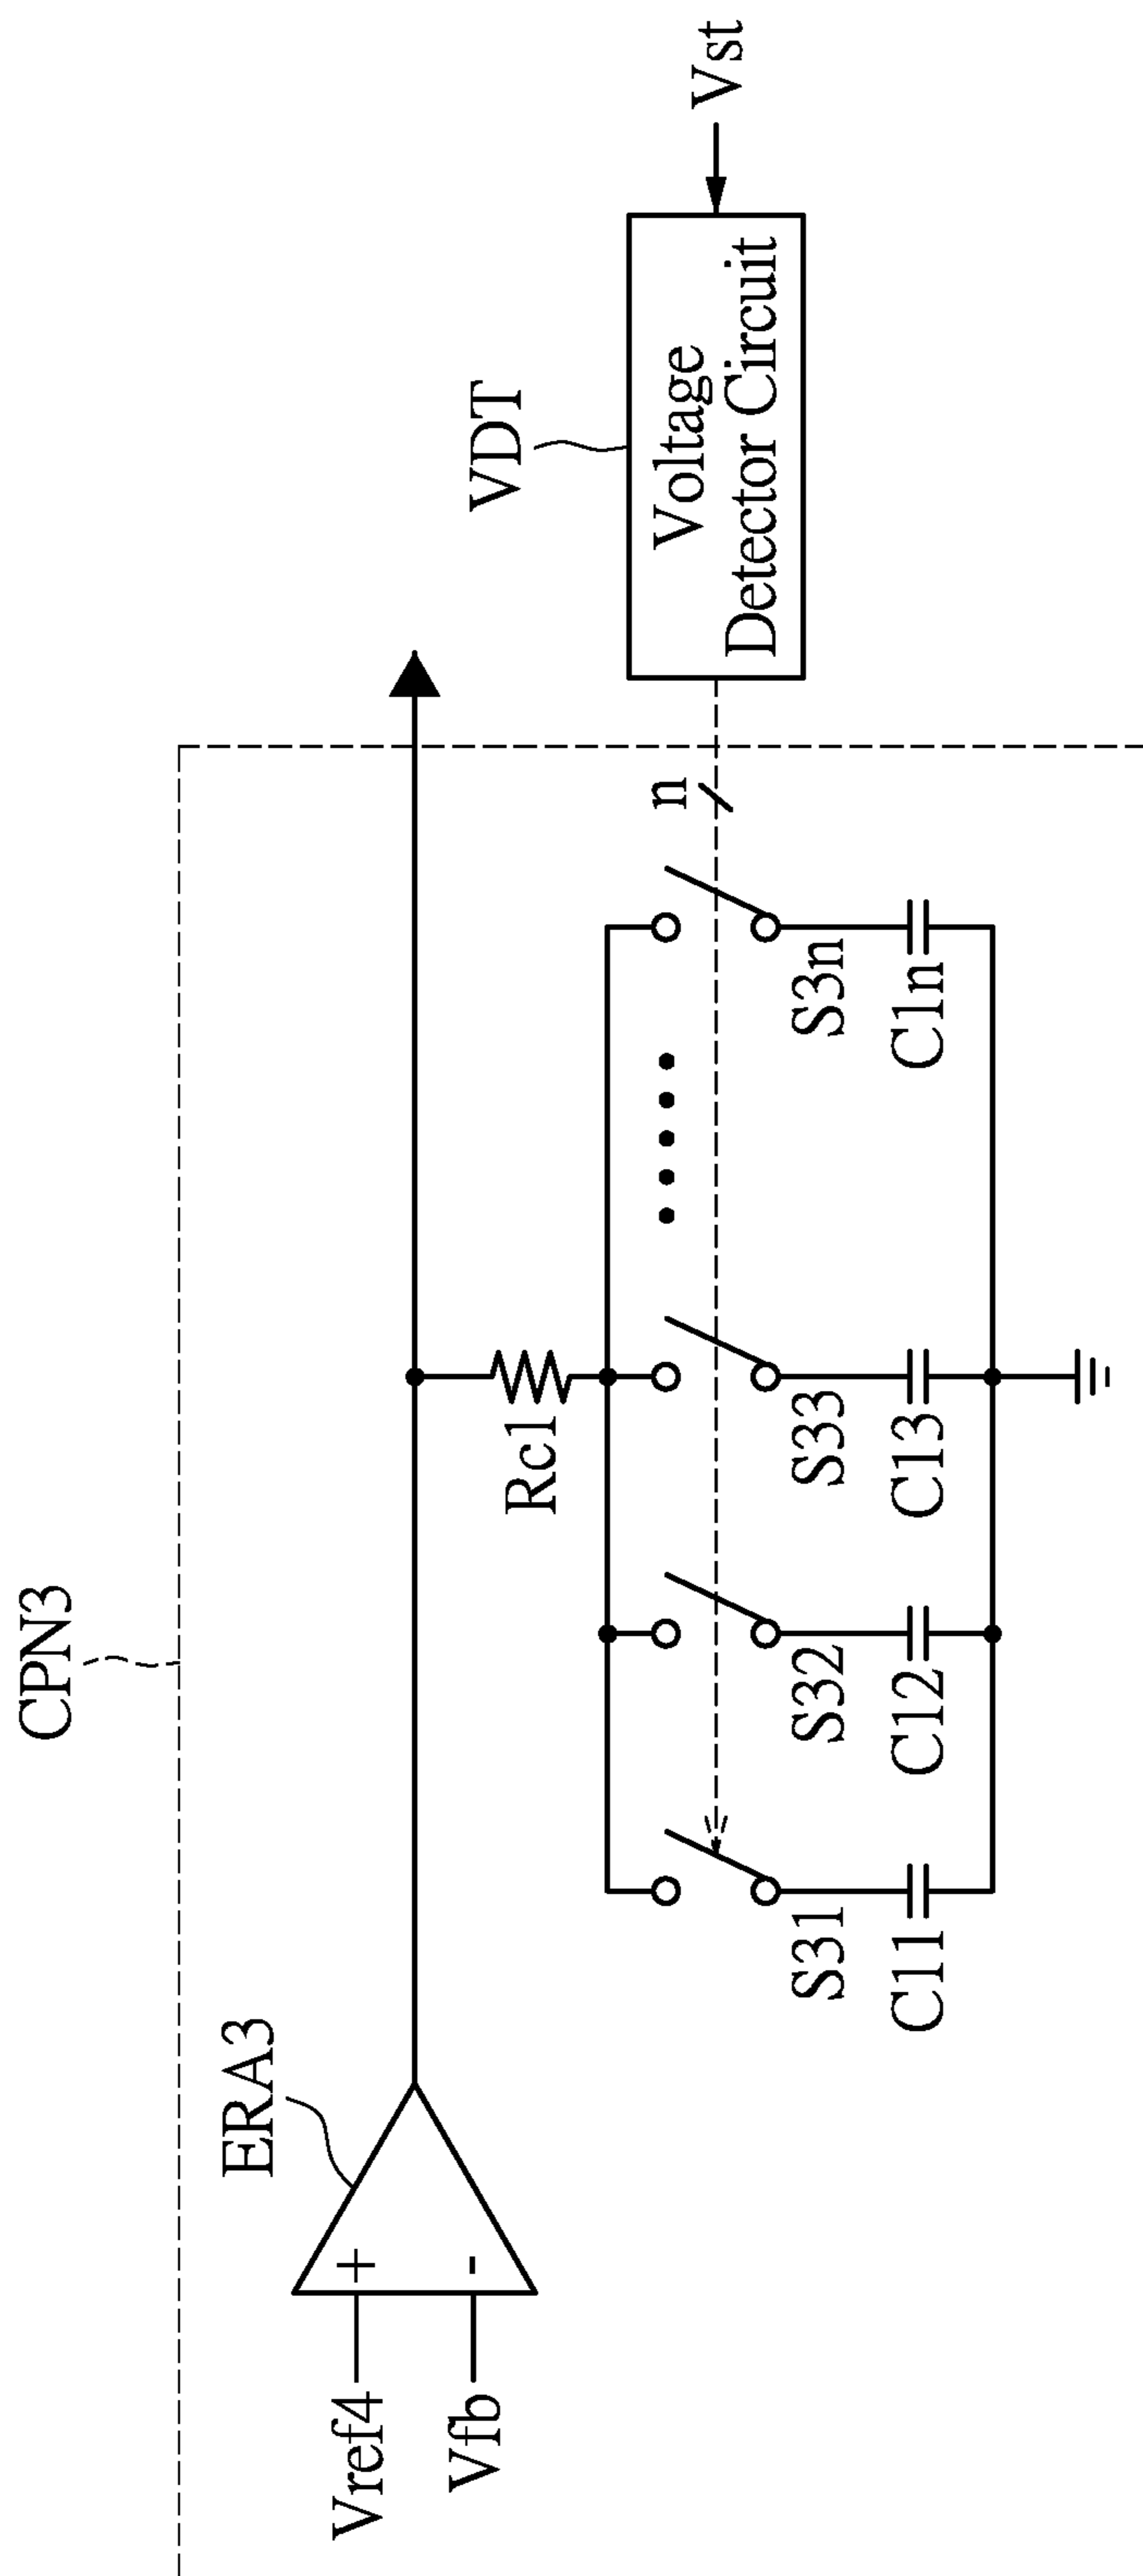 CPN3
ERA3
Vref4
+
Vfb
-
Rc1
S31
S32
S33
S3n
n
C11
C12
C13
C1n
VDT
Voltage
Detector Circuit
Vst